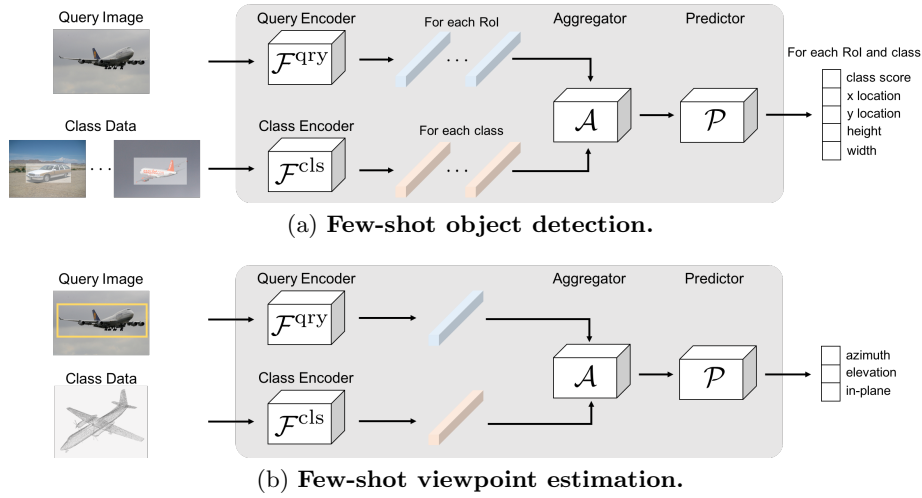 Query Image
Query Encoder
For each RoI
Aggregator
Predictor
For each RoI and class
F^qry
· · ·
class score
x location
y location
height
width
Class Data
Class Encoder
For each class
A
P
· · ·
F^cls
· · ·
(a) Few-shot object detection.
Query Image
Query Encoder
Aggregator
Predictor
F^qry
Class Data
Class Encoder
A
P
azimuth
elevation
in-plane
F^cls
(b) Few-shot viewpoint estimation.